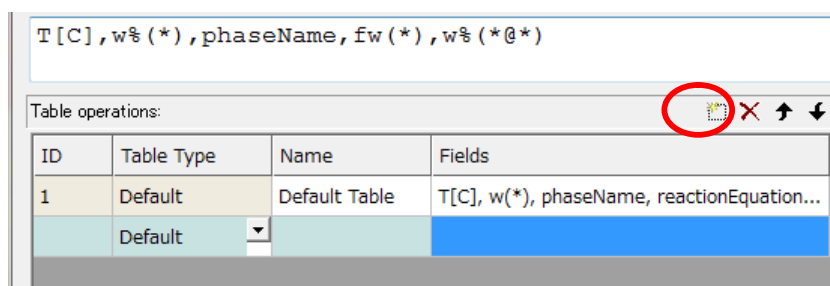 T[C],w%(*),phaseName,fw(*),w%(*@*)
Table operations:
ID Table Type Name Fields
1 Default Default Table T[C], w(*), phaseName, reactionEquation...
Default